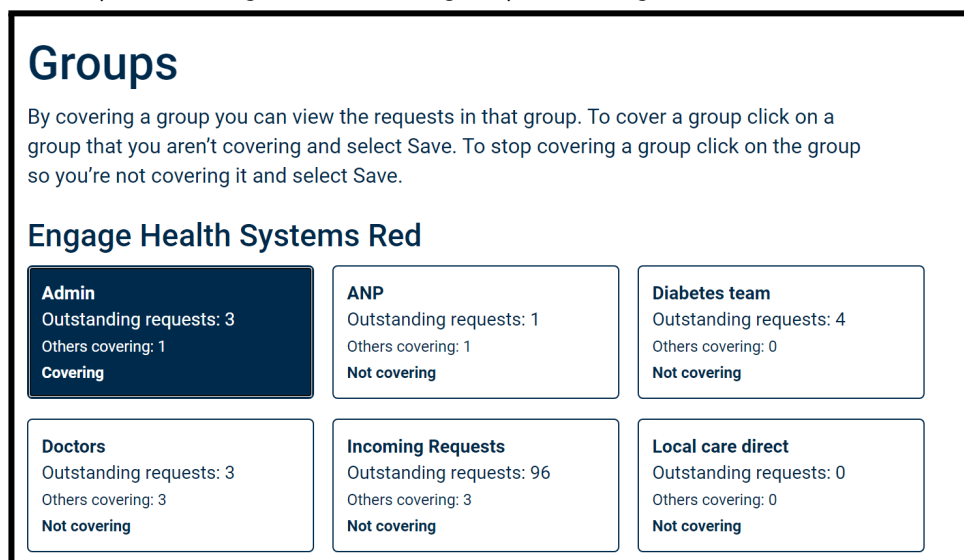 Groups
By covering a group you can view the requests in that group. To cover a group click on a
group that you aren't covering and select Save. To stop covering a group click on the group
so you're not covering it and select Save.
Engage Health Systems Red
Admin
Outstanding requests: 3
Others covering: 1
Covering
ANP
Outstanding requests: 1
Others covering: 1
Not covering
Diabetes team
Outstanding requests: 4
Others covering: 0
Not covering
Doctors
Outstanding requests: 3
Others covering: 3
Not covering
Incoming Requests
Outstanding requests: 96
Others covering: 3
Not covering
Local care direct
Outstanding requests: 0
Others covering: 0
Not covering